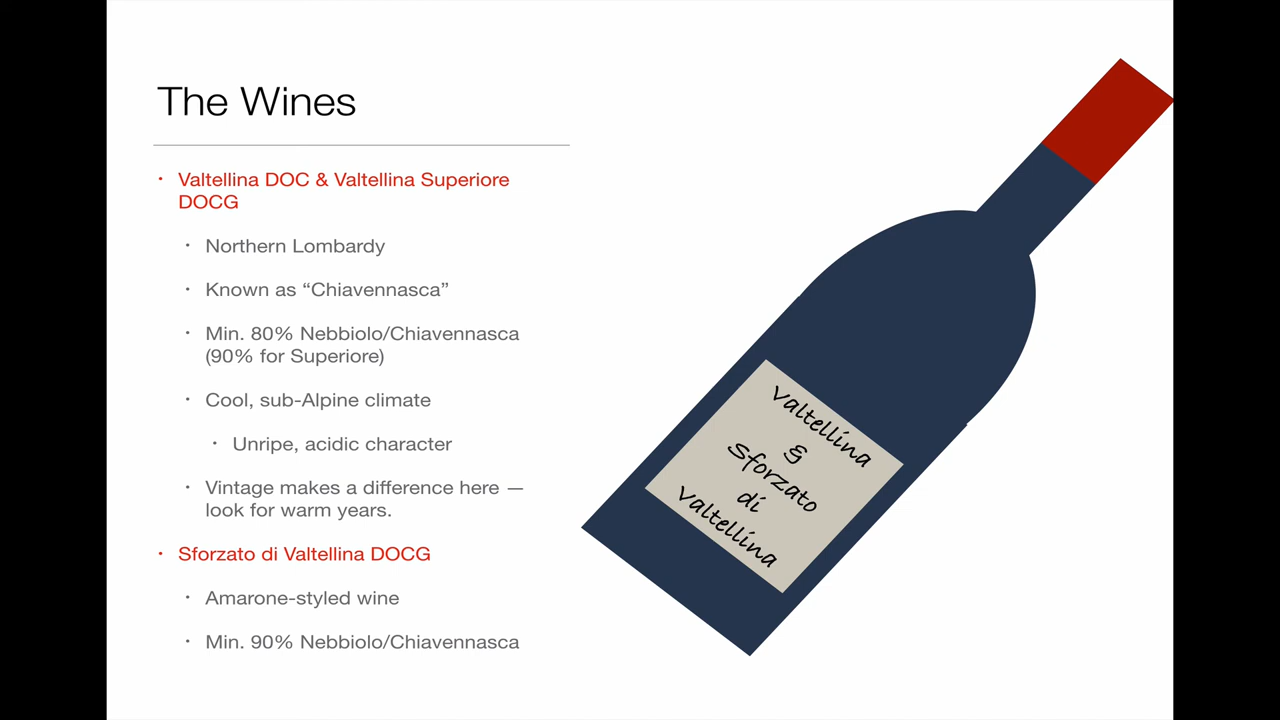 The Wines
• Valtellina DOC & Valtellina Superiore
DOCG
• Northern Lombardy
• Known as “Chiavennasca”
• Min. 80% Nebbiolo/Chiavennasca
(90% for Superiore)
• Cool, sub-Alpine climate
• Unripe, acidic character
• Vintage makes a difference here —
look for warm years.
• Sforzato di Valtellina DOCG
• Amarone-styled wine
• Min. 90% Nebbiolo/Chiavennasca
Valtellina
&
Sforzato
di
Valtellina